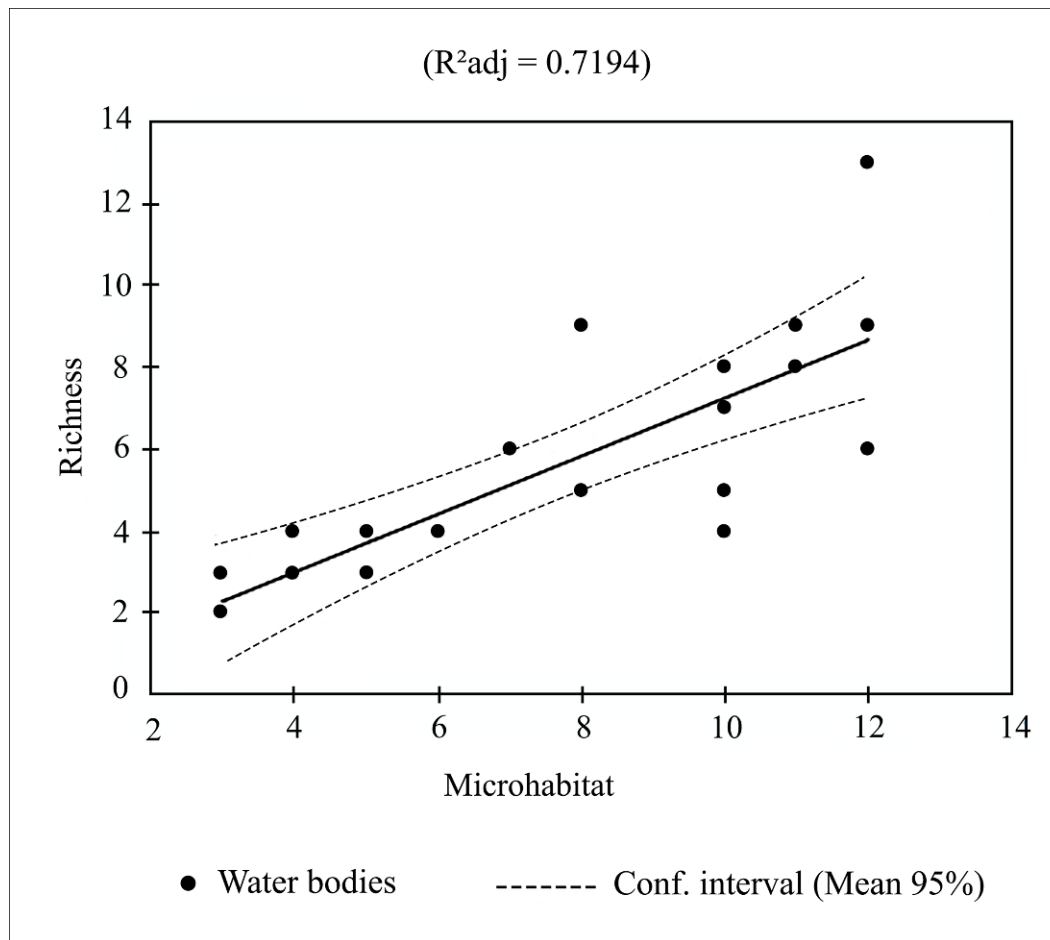 (R²adj = 0.7194)
14
12
10
8
6
4
2
0
Richness
2 4 6 8 10 12 14
Microhabitat
Water bodies Conf. interval (Mean 95%)